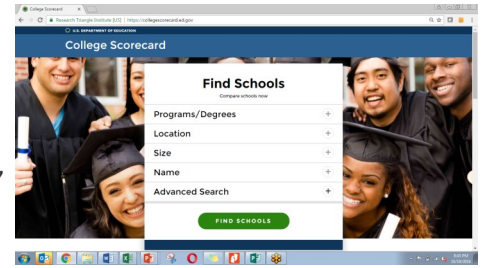 College Scorecard
Research Triangle Institute [US] | https://collegescorecard.ed.gov
U.S. DEPARTMENT OF EDUCATION
College Scorecard
Find Schools
Compare schools now
Programs/Degrees +
Location +
Size +
Name +
Advanced Search +
FIND SCHOOLS